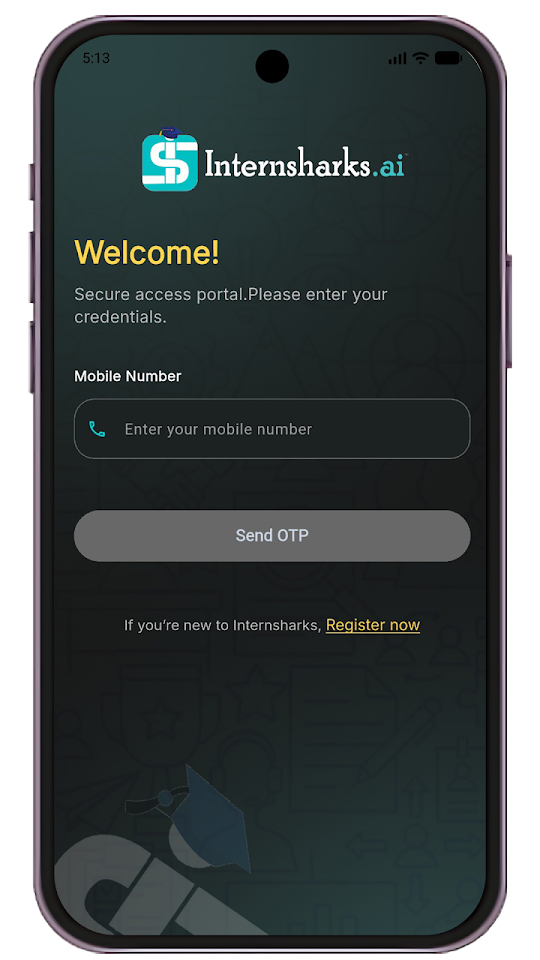 5:13
Internsharks.ai
Welcome!
Secure access portal.Please enter your
credentials.
Mobile Number
Enter your mobile number
Send OTP
If you're new to Internsharks, Register now